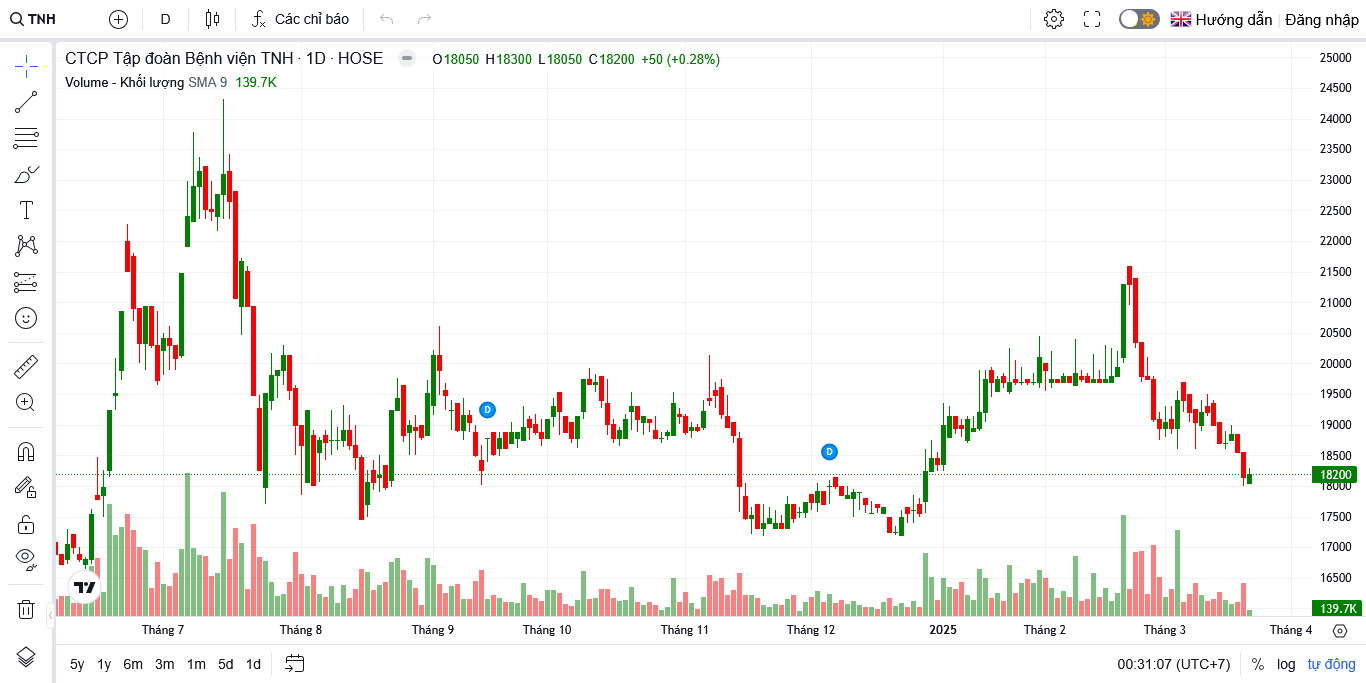 TNH D Các chỉ báo Hướng dẫn Đăng nhập
CTCP Tập đoàn Bệnh viện TNH · 1D · HOSE O18050 H18300 L18050 C18200 +50 (+0.28%)
Volume - Khối lượng SMA 9 139.7K
25000
24500
24000
23500
23000
22500
22000
21500
21000
20500
20000
19500
19000
18500
18200
18000
17500
17000
16500
139.7K
D
D
Tháng 7 Tháng 8 Tháng 9 Tháng 10 Tháng 11 Tháng 12 2025 Tháng 2 Tháng 3 Tháng 4
5y 1y 6m 3m 1m 5d 1d 00:31:07 (UTC+7) % log tự động